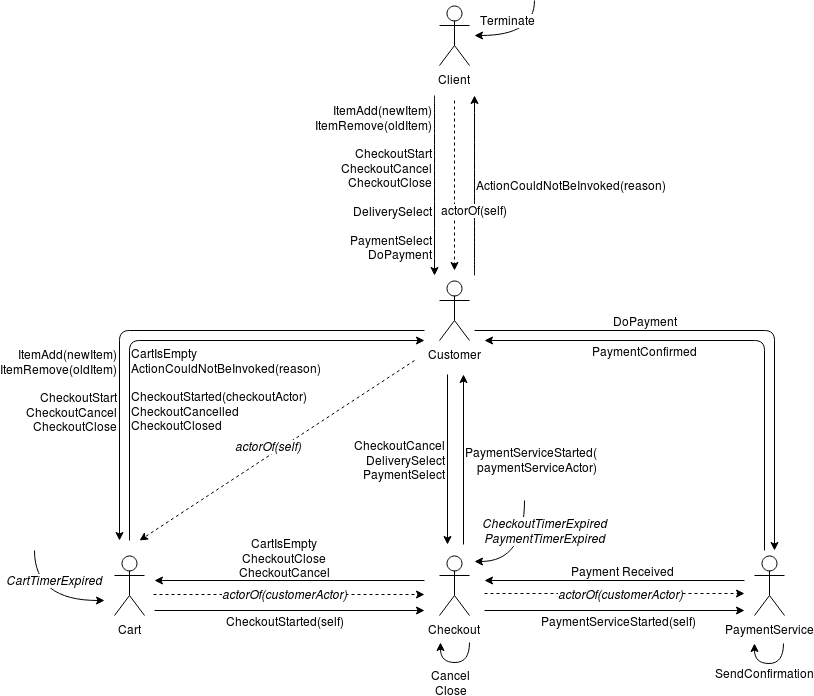 Terminate
Client
ItemAdd(newItem)
ItemRemove(oldItem)
CheckoutStart
CheckoutCancel
CheckoutClose
ActionCouldNotBeInvoked(reason)
DeliverySelect
actorOf(self)
PaymentSelect
DoPayment
Customer
DoPayment
PaymentConfirmed
ItemAdd(newItem)
ItemRemove(oldItem)
CheckoutStart
CheckoutCancel
CheckoutClose
CartIsEmpty
ActionCouldNotBeInvoked(reason)
CheckoutStarted(checkoutActor)
CheckoutCancelled
CheckoutClosed
actorOf(self)
CheckoutCancel
DeliverySelect
PaymentSelect
PaymentServiceStarted(
paymentServiceActor)
CheckoutTimerExpired
PaymentTimerExpired
CartTimerExpired
CartIsEmpty
CheckoutClose
CheckoutCancel
actorOf(customerActor)
CheckoutStarted(self)
Payment Received
actorOf(customerActor)
PaymentServiceStarted(self)
Cart
Checkout
PaymentService
Cancel
Close
SendConfirmation